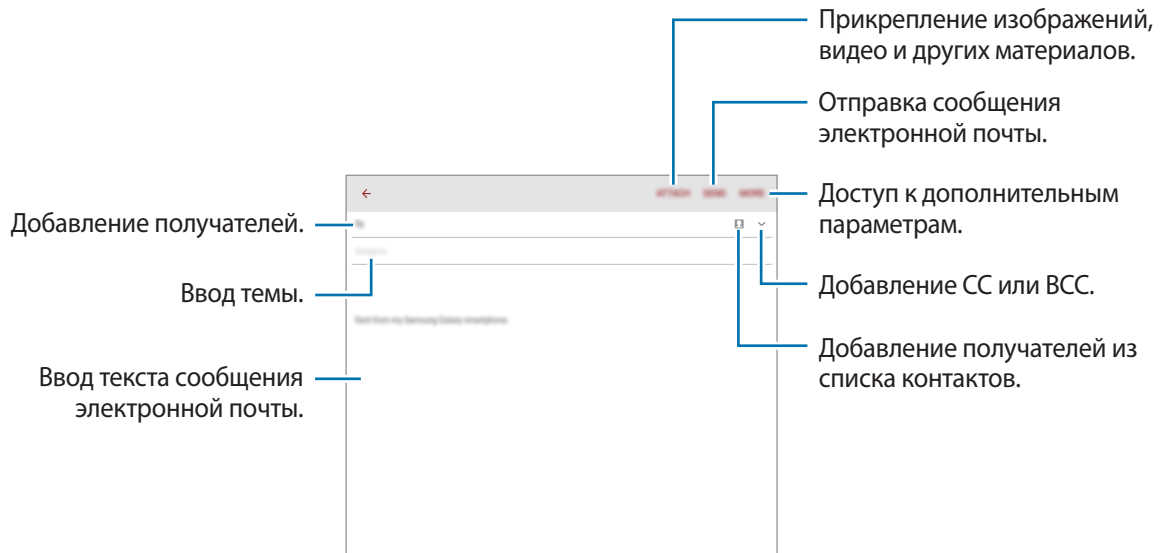 Прикрепление изображений,
видео и других материалов.
Отправка сообщения
электронной почты.
ATTACH SEND MORE
Доступ к дополнительным
параметрам.
Добавление получателей.
To
Subject
Ввод темы.
Добавление CC или BCC.
Sent from my Samsung Galaxy smartphone.
Добавление получателей из
списка контактов.
Ввод текста сообщения
электронной почты.